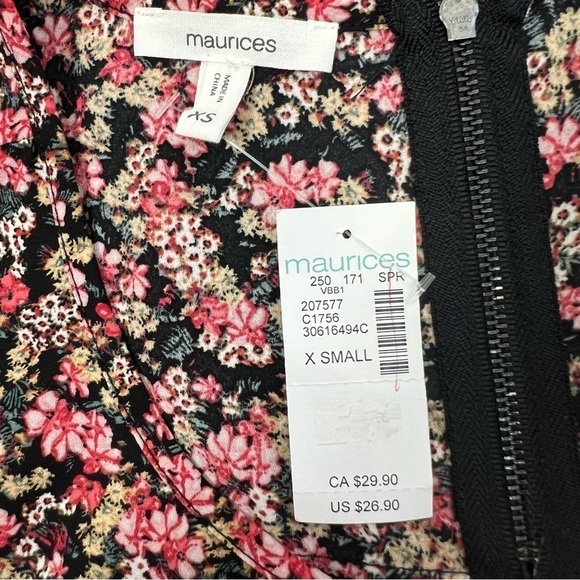 maurices
MADE IN
CHINA
XS
maurices
250 171 SPR
VBB1
207577
C1756
30616494C
X SMALL
CA $29.90
US $26.90